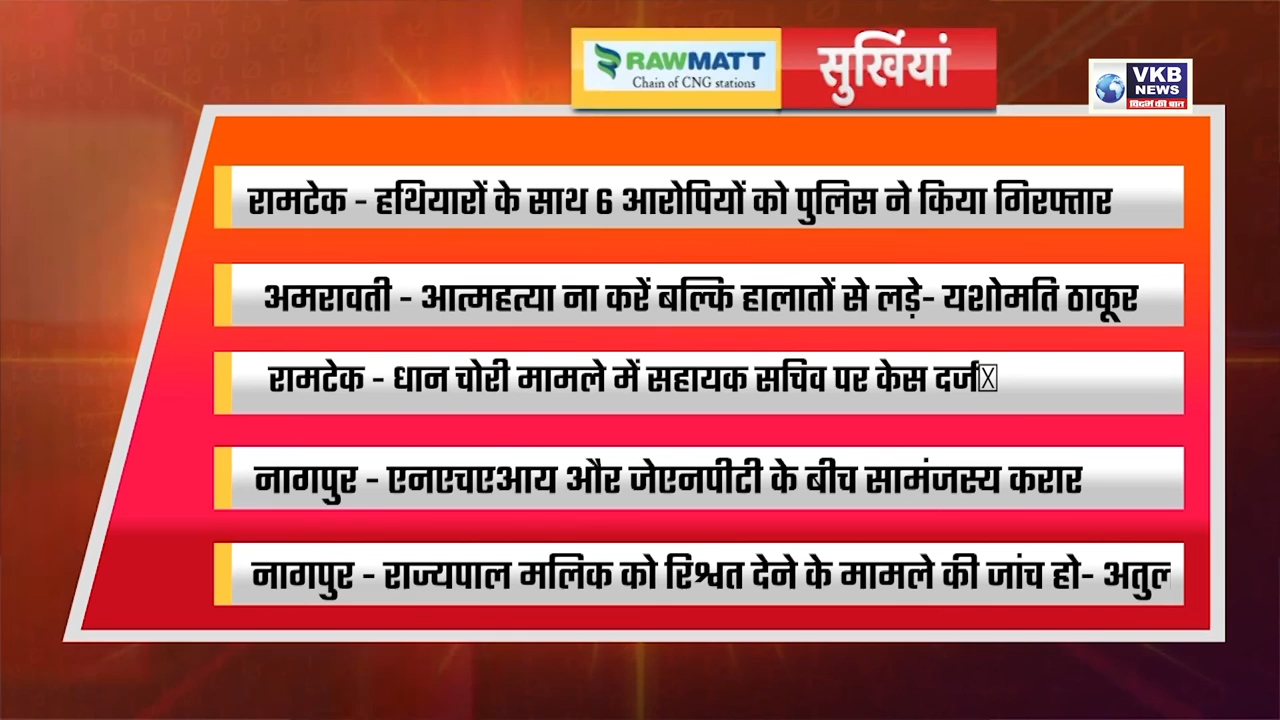 RAWMATT
Chain of CNG stations
सुर्खियां
VKB
NEWS
विदर्भ की बात
रामटेक - हथियारों के साथ 6 आरोपियों को पुलिस ने किया गिरफ्तार
अमरावती - आत्महत्या ना करें बल्कि हालातों से लड़े- यशोमति ठाकूर
रामटेक - धान चोरी मामले में सहायक सचिव पर केस दर्ज
नागपुर - एनएचएआय और जेएनपीटी के बीच सामंजस्य करार
नागपुर - राज्यपाल मलिक को रिश्वत देने के मामले की जांच हो- अतुल